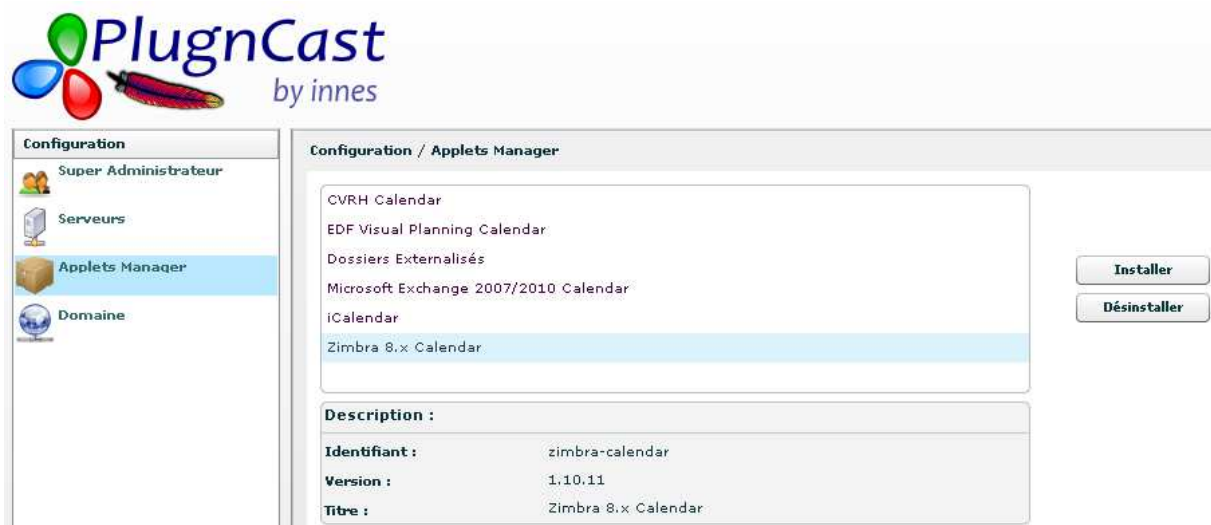 PlugnCast
by innes
Configuration
Super Administrateur
Serveurs
Applets Manager
Domaine
Configuration / Applets Manager
CVRH Calendar
EDF Visual Planning Calendar
Dossiers Externalisés
Microsoft Exchange 2007/2010 Calendar
iCalendar
Zimbra 8.x Calendar
Installer
Désinstaller
Description :
Identifiant : zimbra-calendar
Version : 1.10.11
Titre : Zimbra 8.x Calendar